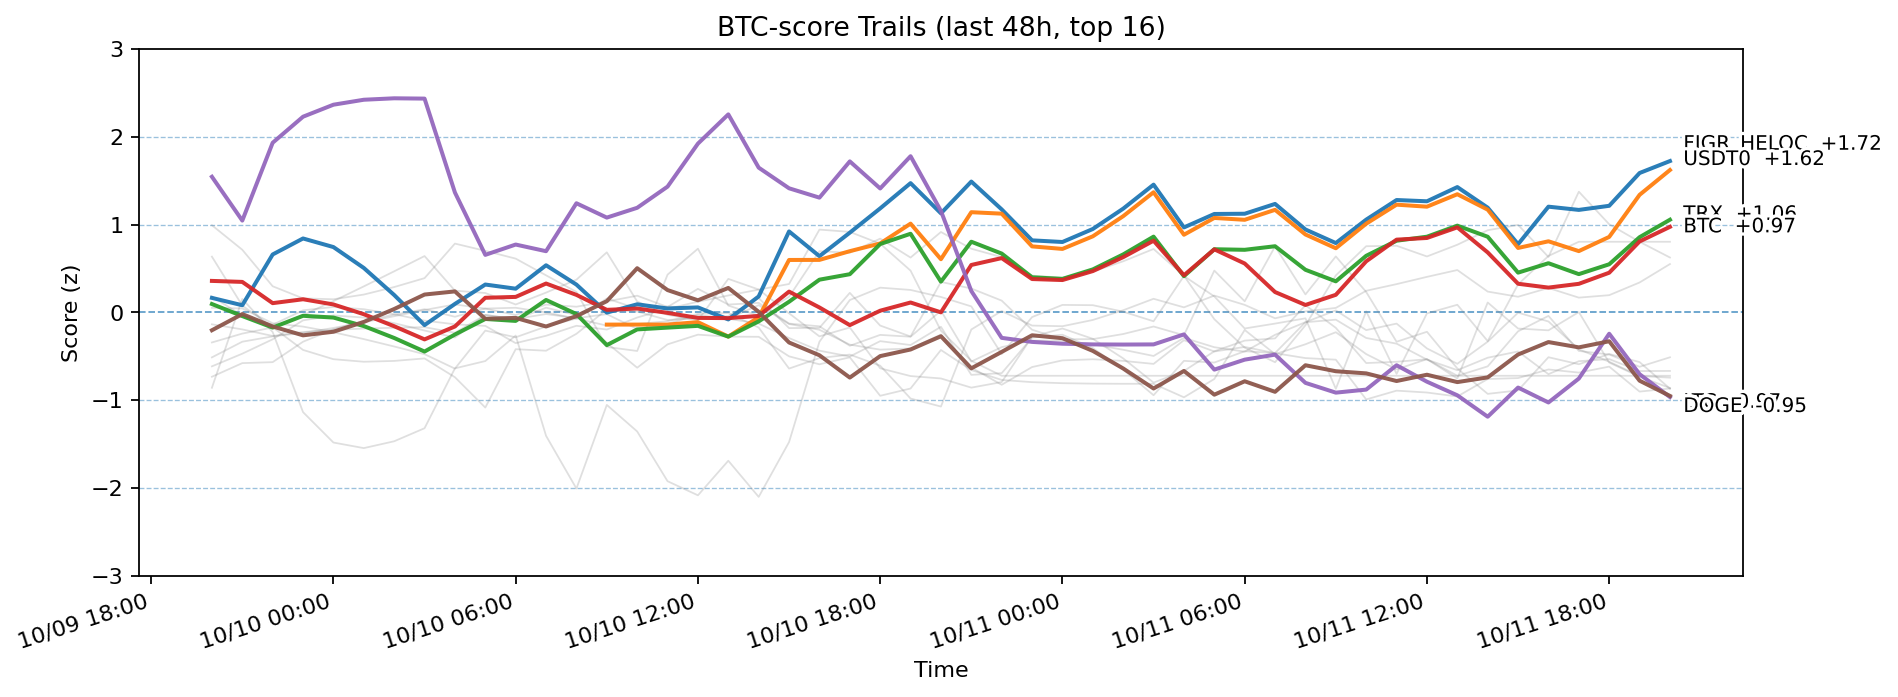 BTC-score Trails (last 48h, top 16)
3
2
1
0
−1
−2
−3
Score (z)
FIGR_HELOC +1.72
USDT0 +1.62
TRX +1.06
BTC +0.97
DOGE -0.95
10/09 18:00
10/10 00:00
10/10 06:00
10/10 12:00
10/10 18:00
10/11 00:00
10/11 06:00
10/11 12:00
10/11 18:00
Time